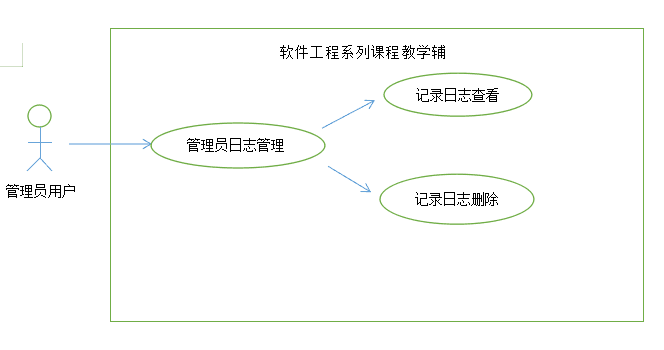 软件工程系列课程教学辅
记录日志查看
管理员日志管理
管理员用户
记录日志删除